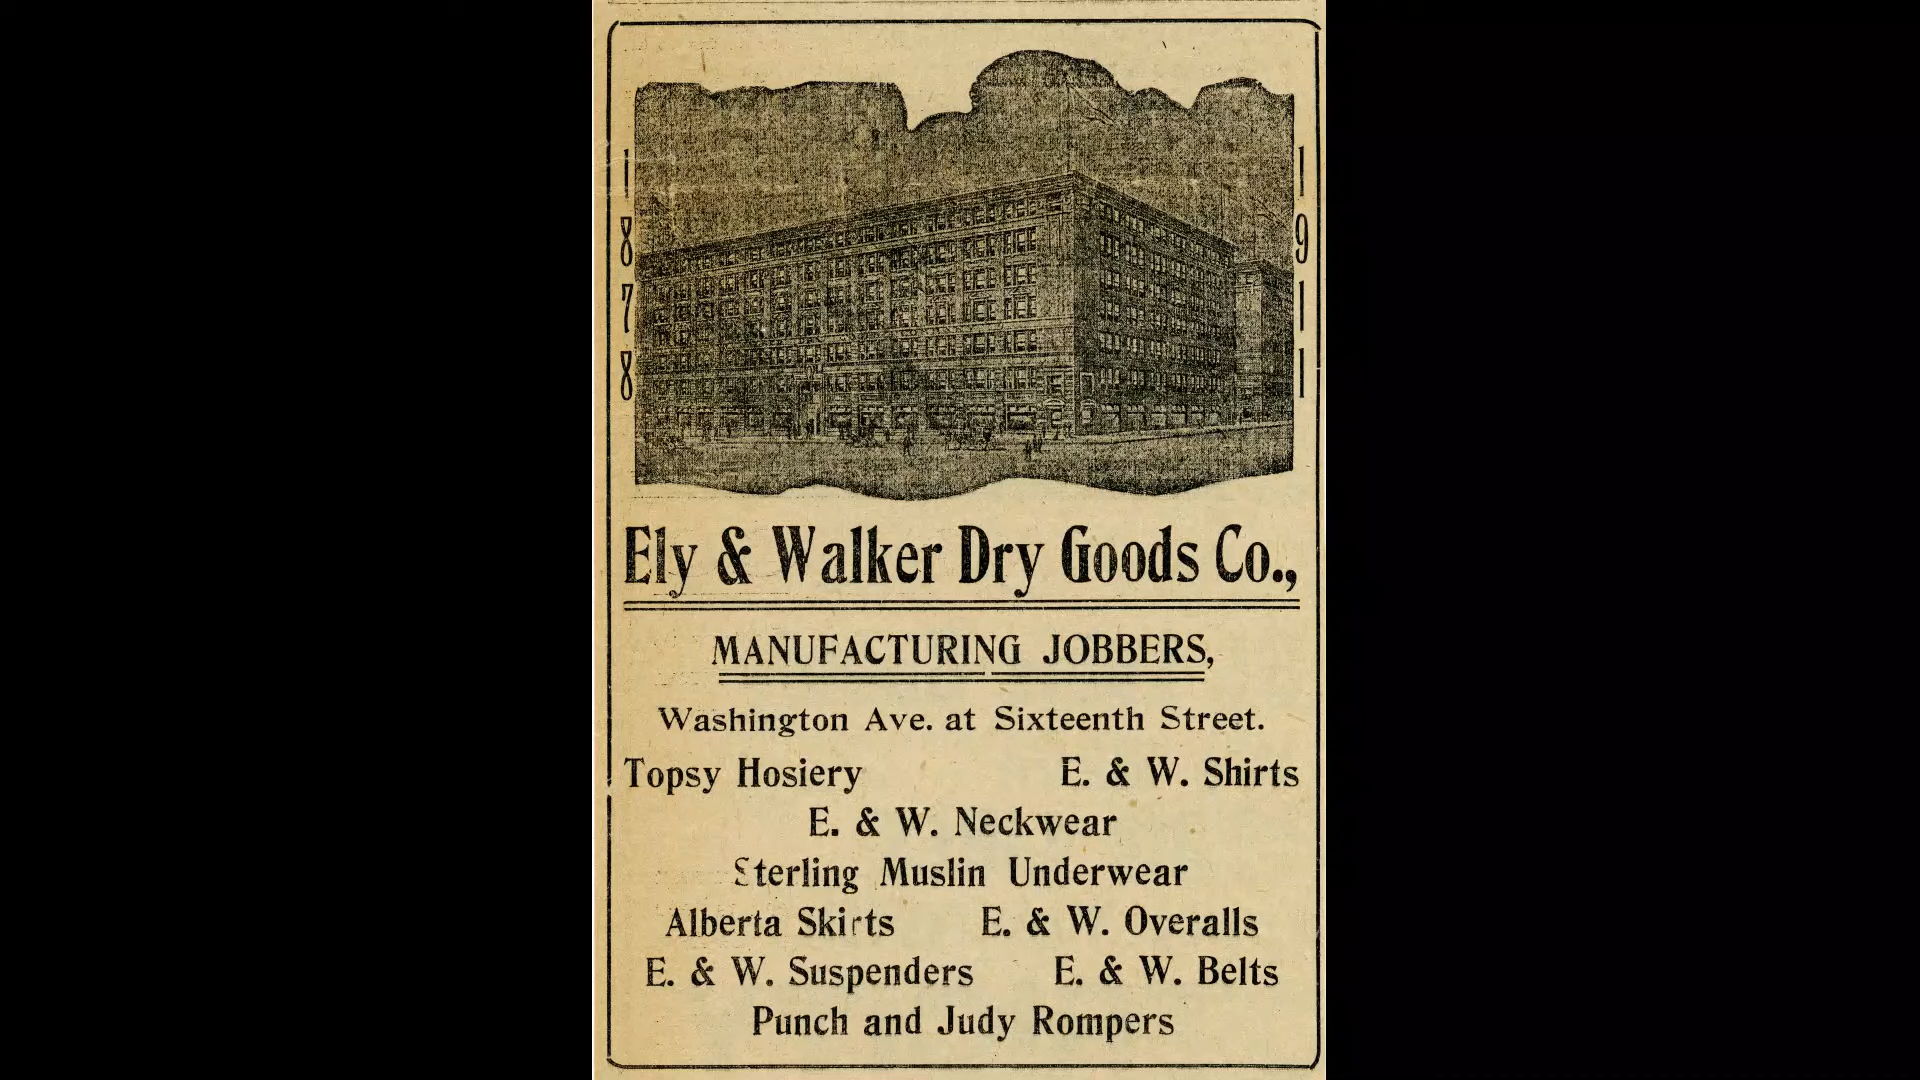 1878
1911
Ely & Walker Dry Goods Co.,
MANUFACTURING JOBBERS,
Washington Ave. at Sixteenth Street.
Topsy Hosiery E. & W. Shirts
E. & W. Neckwear
Sterling Muslin Underwear
Alberta Skirts E. & W. Overalls
E. & W. Suspenders E. & W. Belts
Punch and Judy Rompers